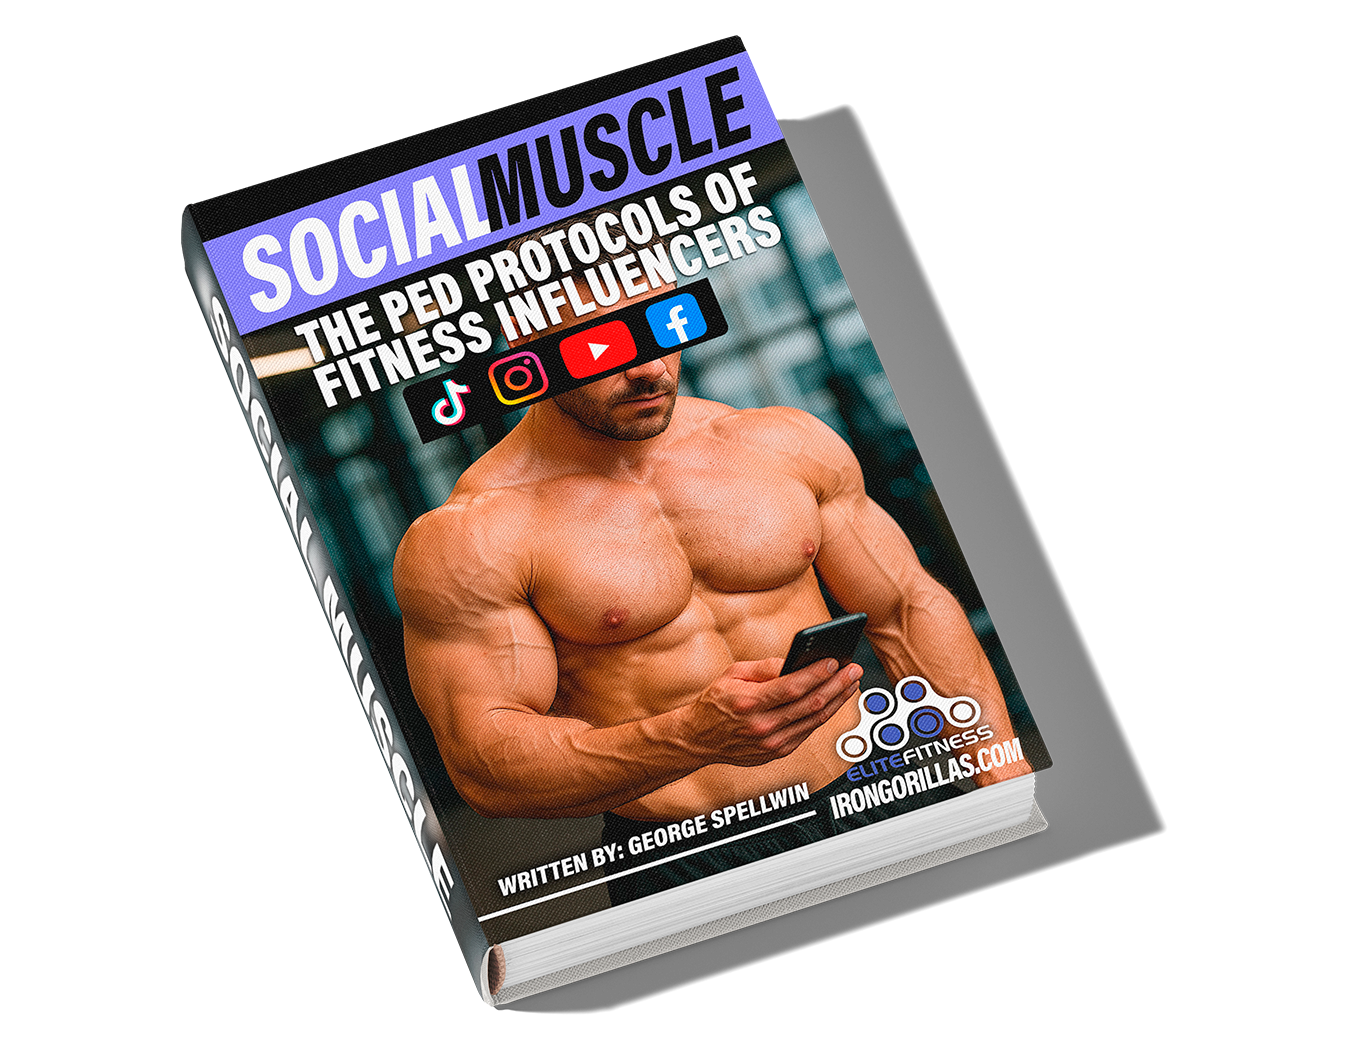 SOCIALMUSCLE
THE PED PROTOCOLS OF
FITNESS INFLUENCERS
ELITEFITNESS
IRONGORILLAS.COM
WRITTEN BY: GEORGE SPELLWIN
SOCIAL MUSCLE